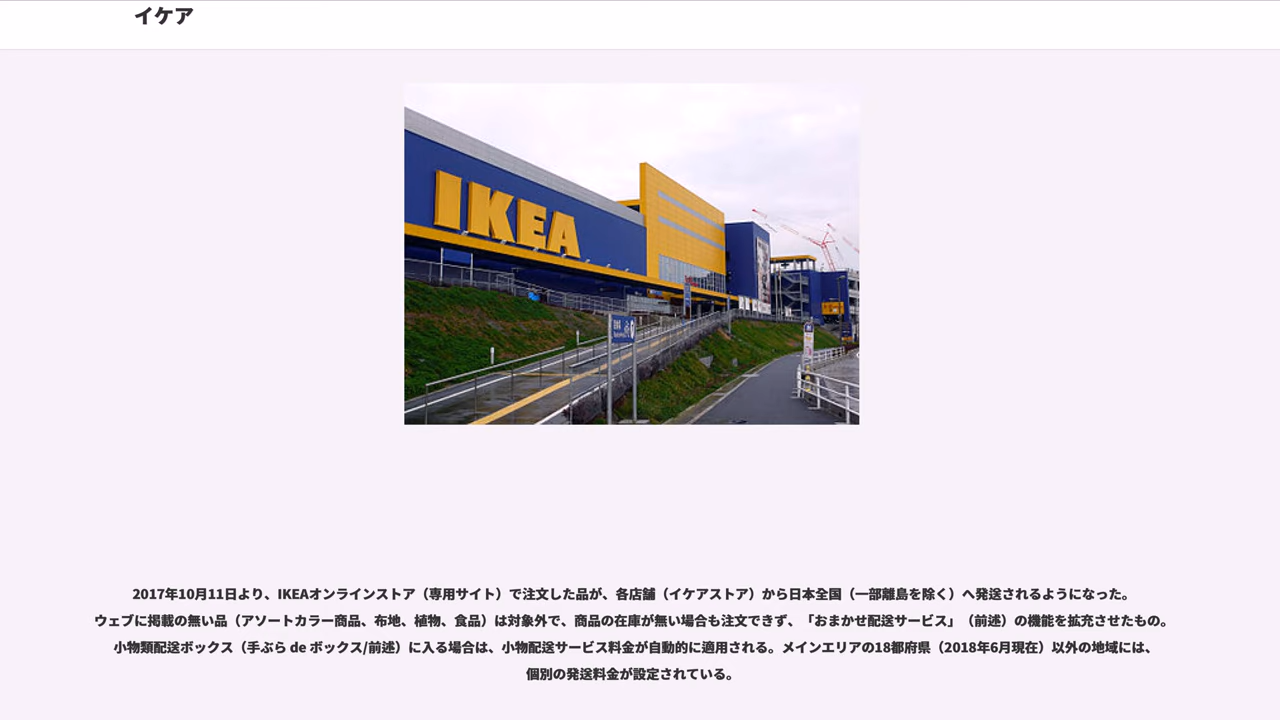 イケア
IKEA
2017年10月11日より、IKEAオンラインストア（専用サイト）で注文した品が、各店舗（イケアストア）から日本全国（一部離島を除く）へ発送されるようになった。
ウェブに掲載の無い品（アソートカラー商品、布地、植物、食品）は対象外で、商品の在庫が無い場合も注文できず、「おまかせ配送サービス」（前述）の機能を拡充させたもの。
小物類配送ボックス（手ぶら de ボックス/前述）に入る場合は、小物配送サービス料金が自動的に適用される。メインエリアの18都府県（2018年6月現在）以外の地域には、
個別の発送料金が設定されている。